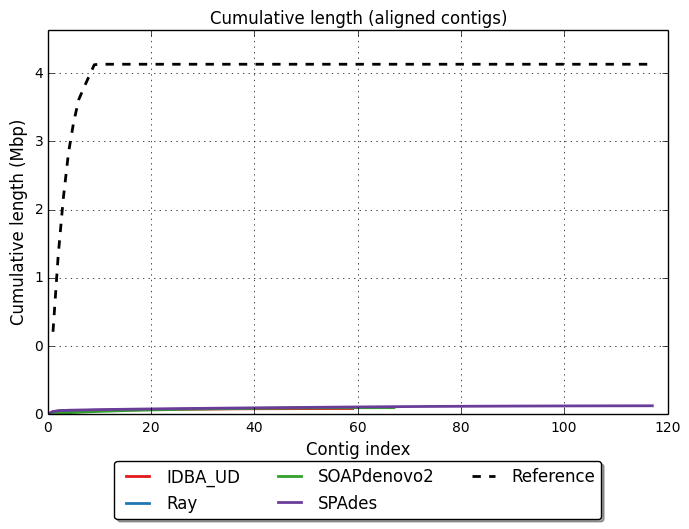 Cumulative length (aligned contigs)
Cumulative length (Mbp)
4
3
2
1
0
0
0 20 40 60 80 100 120
Contig index
IDBA_UD SOAPdenovo2 Reference
Ray SPAdes